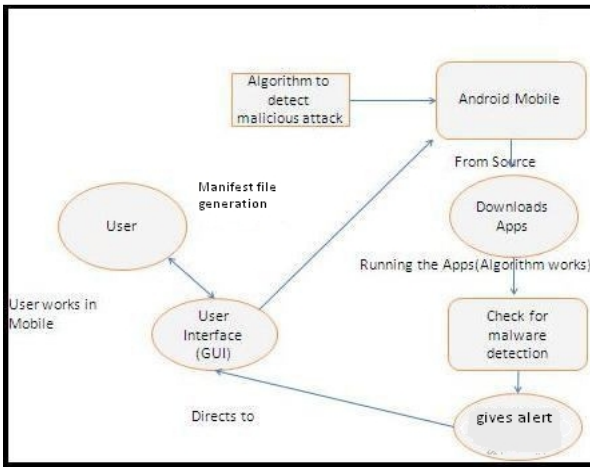 Algorithm to
detect
malicious attack
Android Mobile
From Source
Manifest file
generation
User
Downloads
Apps
Running the Apps(Algorithm works)
User works in
Mobile
User
Interface
(GUI)
Check for
malware
detection
Directs to
gives alert